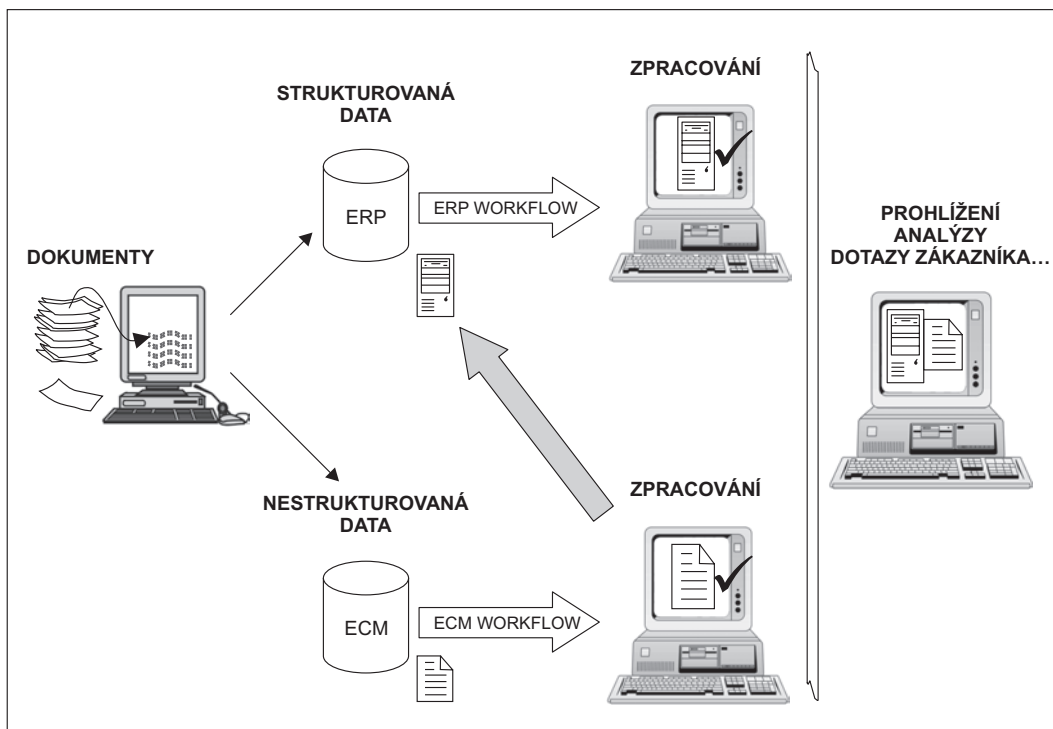 DOKUMENTY
STRUKTUROVANÁ
DATA
ERP
ERP WORKFLOW
ZPRACOVÁNÍ
NESTRUKTUROVANÁ
DATA
ECM
ECM WORKFLOW
ZPRACOVÁNÍ
PROHLÍŽENÍ
ANALÝZY
DOTAZY ZÁKAZNÍKA…